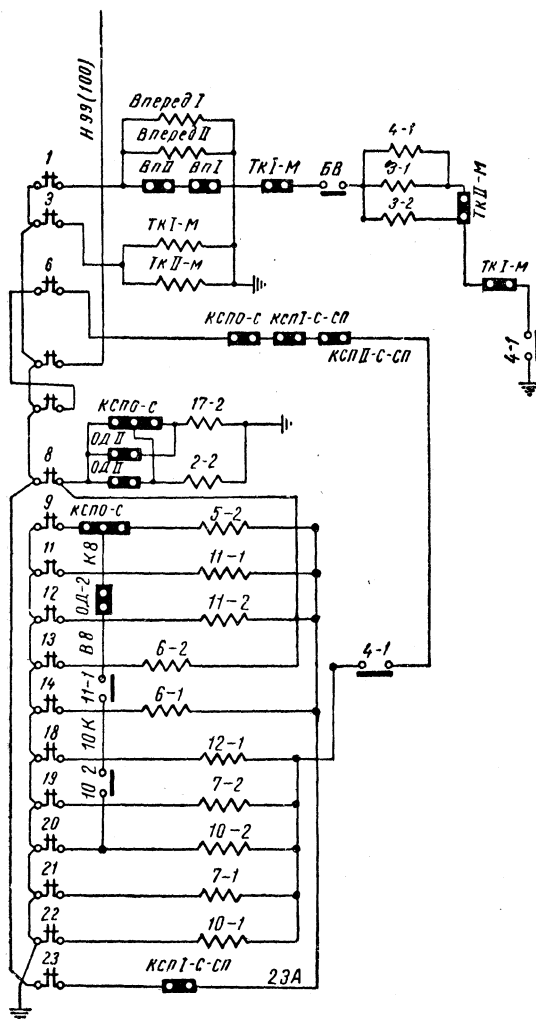 Н99(100)
Вперед I
Вперед II
ВпII ВпI
ТкI-м
БВ
4-1
3-1
3-2
ТкII-м
1
3
ТкI-м
ТкII-м
ТкI-м
4-1
6
КСПО-С КСПI-С-СП
КСПII-С-СП
КСПО-С
17-2
ОДII
ОДII
2-2
8
9
КСПО-С
5-2
К8
11
11-1
ОД-2
12
11-2
В8
13
6-2
4-1
11-1
14
6-1
10К
18
12-1
10 2
19
7-2
20
10-2
21
7-1
22
10-1
23
КСПI-С-СП
23А